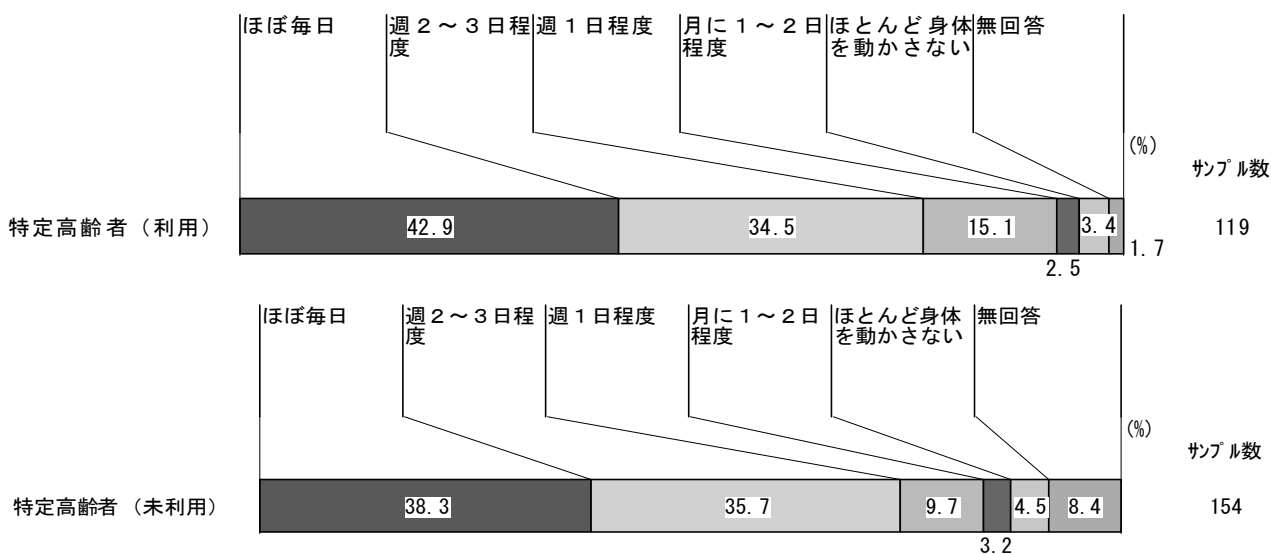 ほぼ毎日 週２～３日程度 週１日程度 月に１～２日程度 ほとんど身体を動かさない 無回答
(%)
ｻﾝﾌﾟﾙ数
特定高齢者（利用） 42.9 34.5 15.1 3.4 119
1.7
2.5
ほぼ毎日 週２～３日程度 週１日程度 月に１～２日程度 ほとんど身体を動かさない 無回答
(%)
ｻﾝﾌﾟﾙ数
特定高齢者（未利用） 38.3 35.7 9.7 4.5 8.4 154
3.2